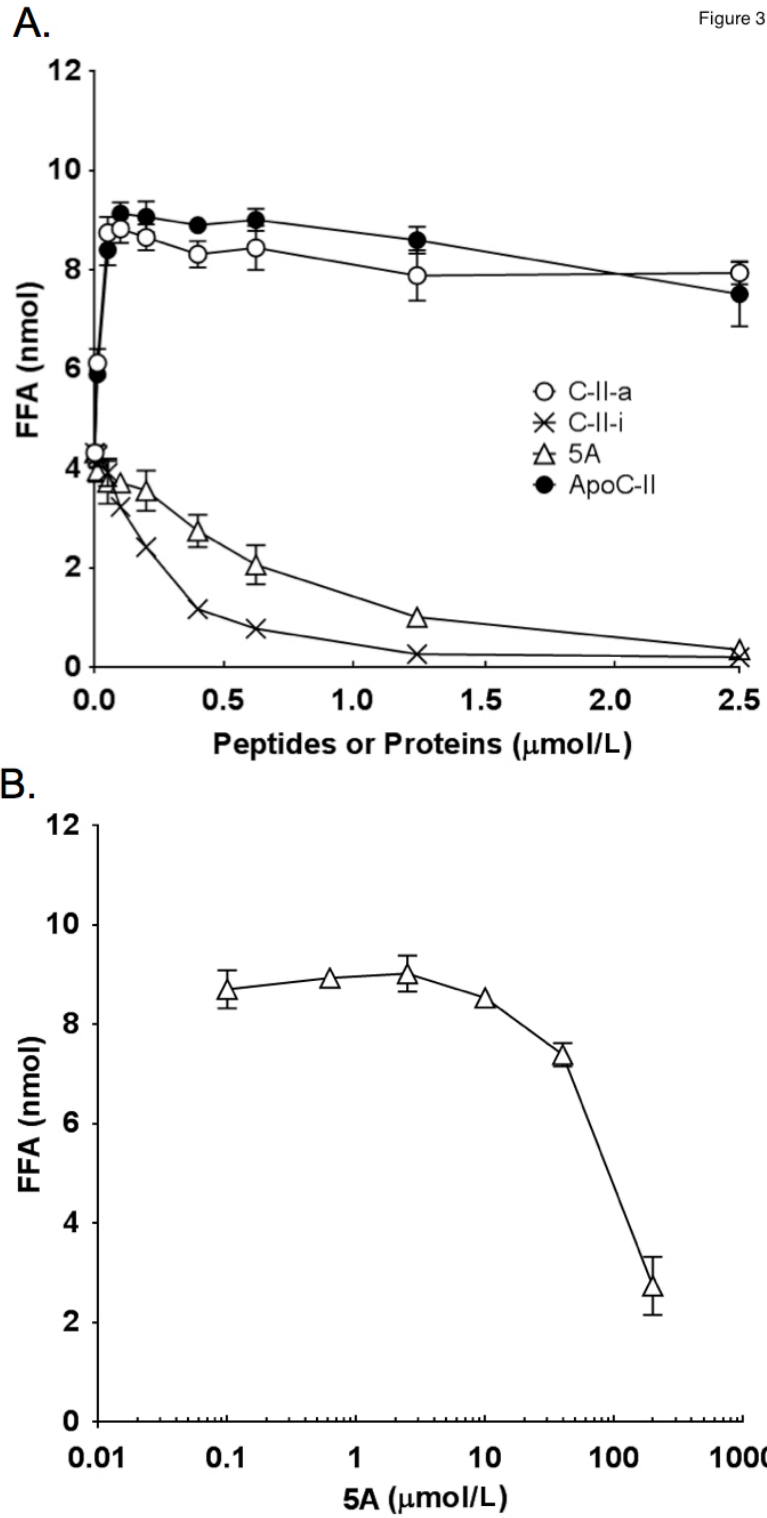 A.
Figure 3
12
10
8
6
4
2
0
FFA (nmol)
C-II-a
C-II-i
5A
ApoC-II
0.0 0.5 1.0 1.5 2.0 2.5
Peptides or Proteins (μmol/L)
B.
12
10
8
6
4
2
0
FFA (nmol)
0.01 0.1 1 10 100 1000
5A (μmol/L)